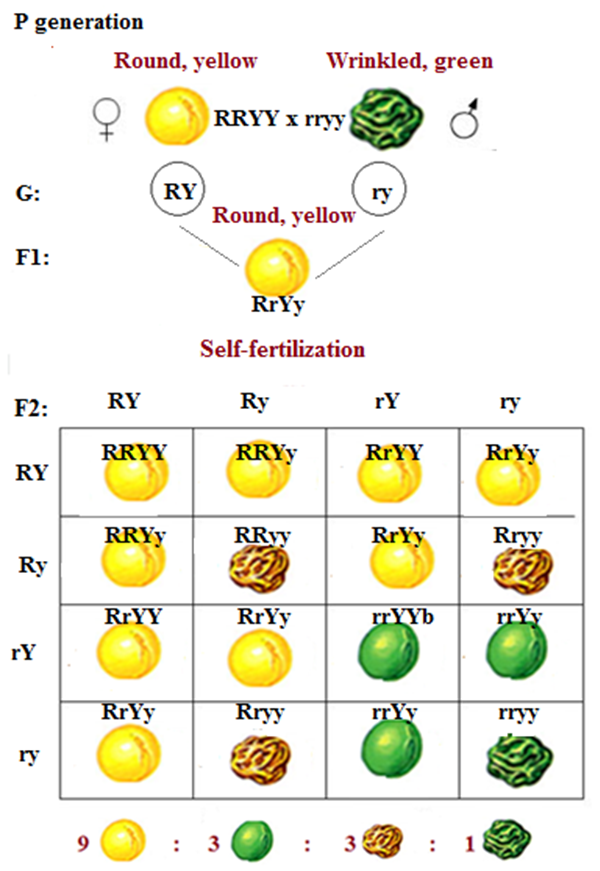 P generation
Round, yellow Wrinkled, green
♀ RRYY x rryy ♂
G: RY ry
Round, yellow
F1:
RrYy
Self-fertilization
F2: RY Ry rY ry
RY RRYY RRYy RrYY RrYy
Ry RRYy RRyy RrYy Rryy
rY RrYY RrYy rrYYb rrYy
ry RrYy Rryy rrYy rryy
9 : 3 : 3 : 1